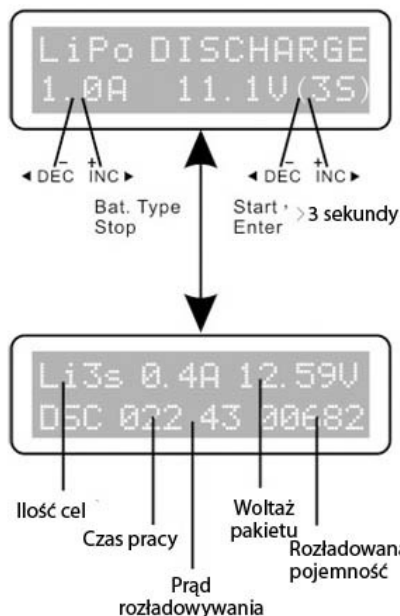 LiPo DISCHARGE
1.0A 11.1V(3S)
− + − +
◄ DEC INC ► ◄ DEC INC ►
Bat. Type
Stop
Start ,
Enter > 3 sekundy
Li3s 0.4A 12.59V
DSC 022 43 00682
Ilość cel
Czas pracy
Prąd
rozładowywania
Woltaż
pakietu
Rozładowana
pojemność